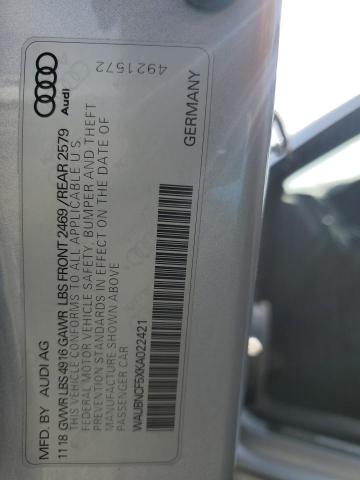 MFD. BY AUDI AG
11 18 GVWR LBS 4916 GAWR LBS FRONT 2469 /REAR 2579
THIS VEHICLE CONFORMS TO ALL APPLICABLE U.S.
FEDERAL MOTOR VEHICLE SAFETY, BUMPER AND THEFT
PREVENTION STANDARDS IN EFFECT ON THE DATE OF
MANUFACTURE SHOWN ABOVE
PASSENGER CAR
WAUBNCF5XKA022421
GERMANY
Audi
4921572